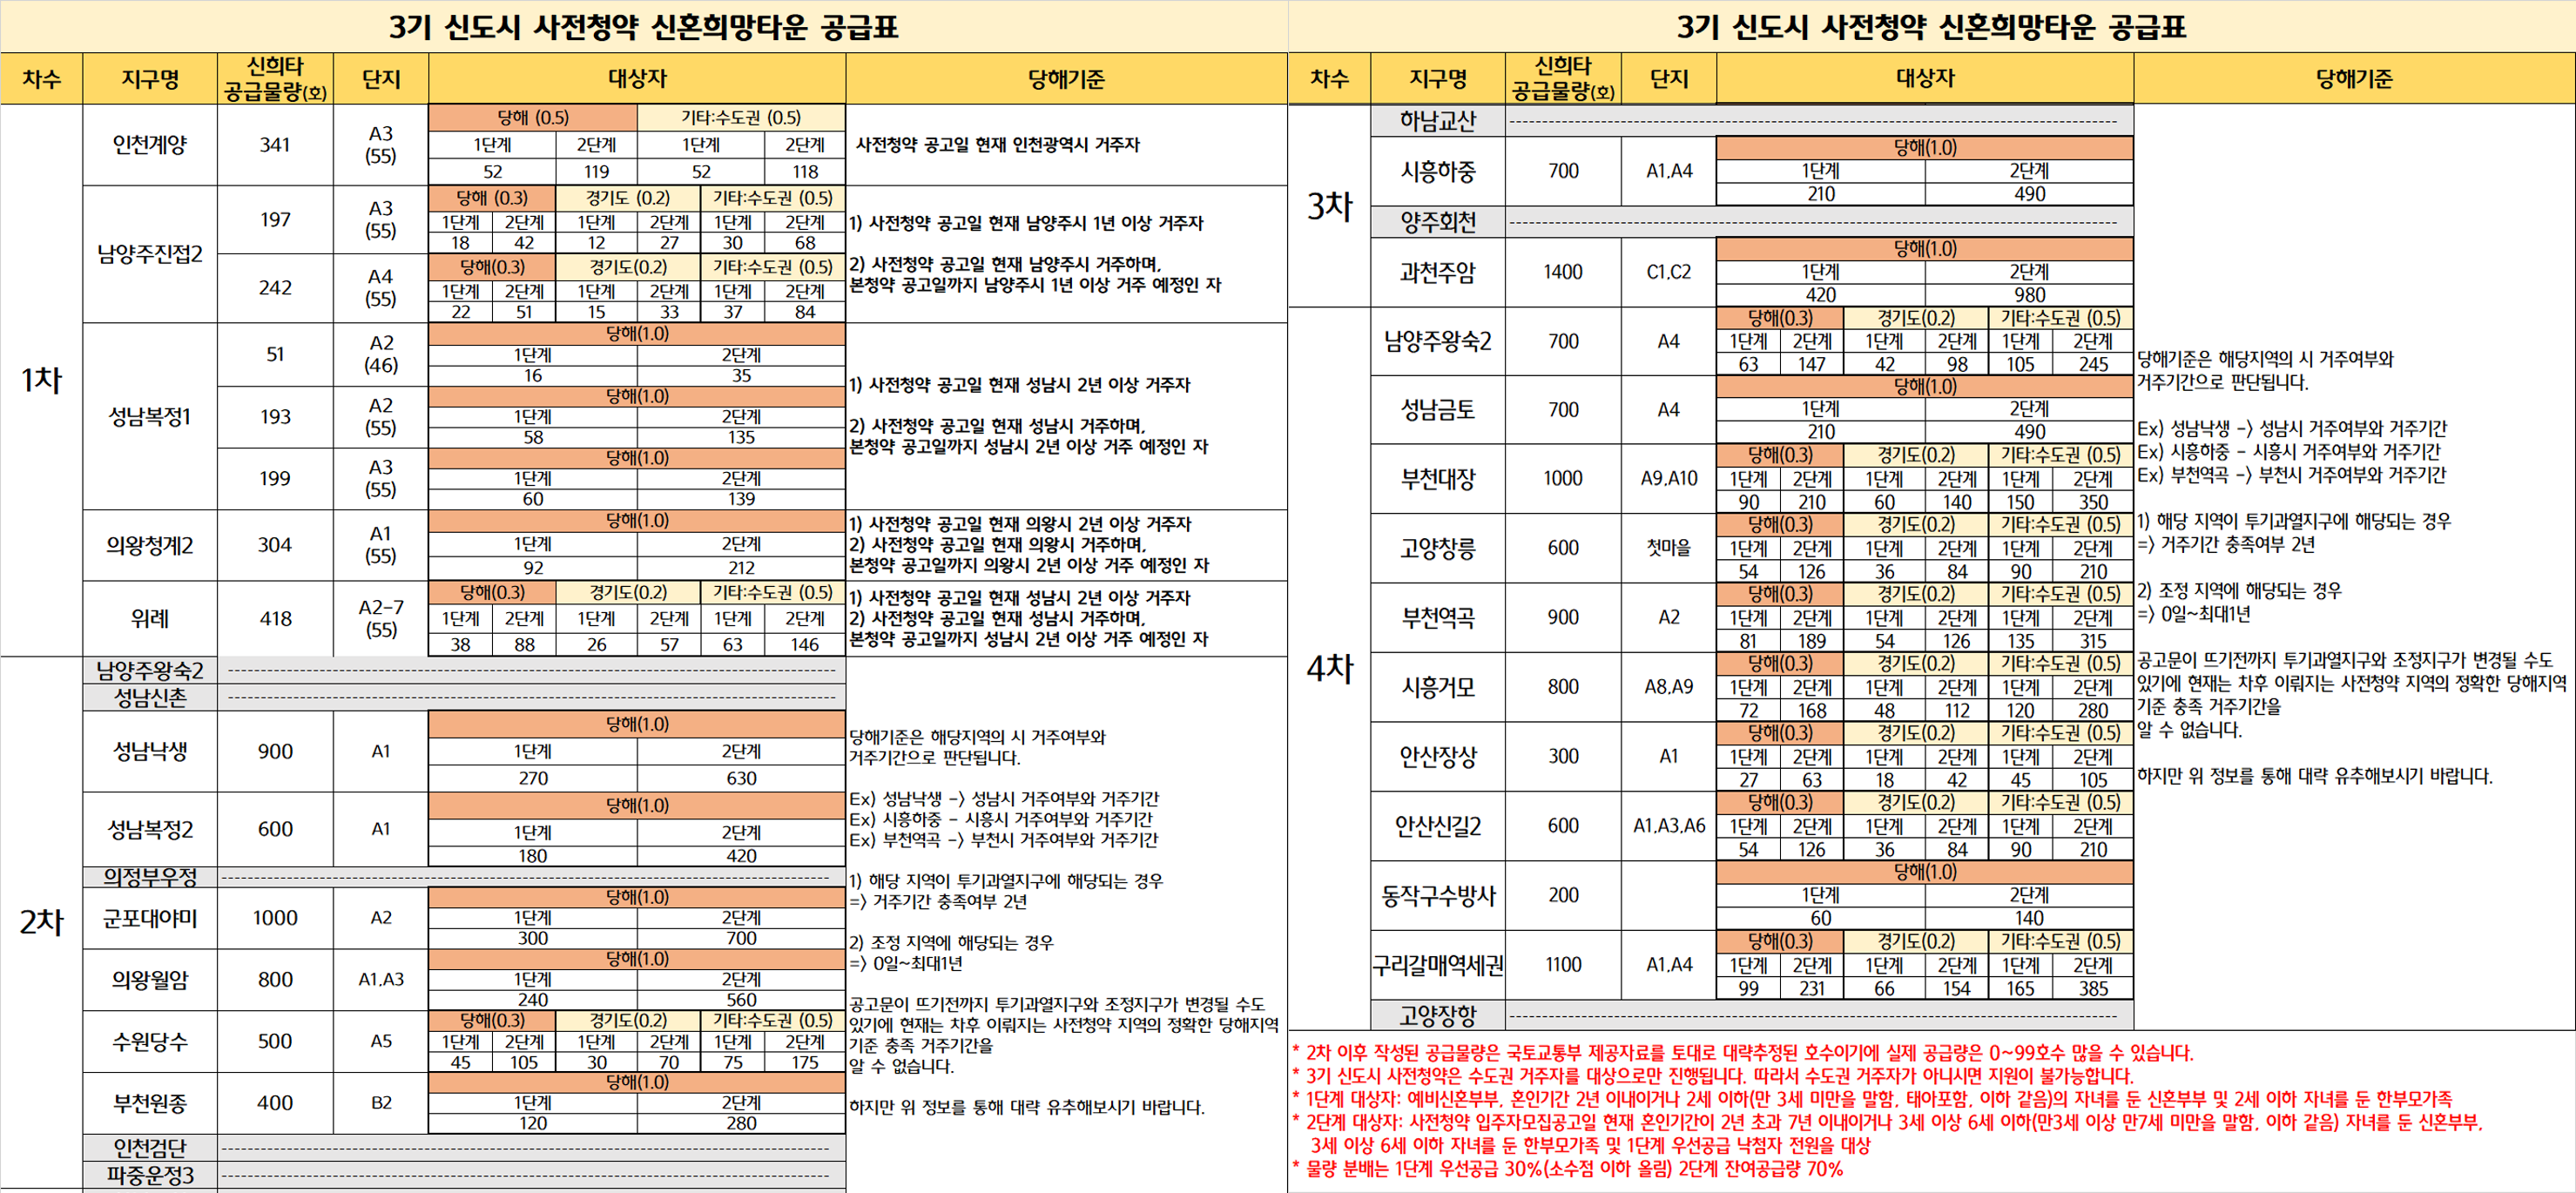 3기 신도시 사전청약 신혼희망타운 공급표
차수 지구명 신희타 공급물량(호) 단지 대상자 당해기준
1차
인천계양 341 A3 (55)
당해 (0.5) 기타:수도권 (0.5)
1단계 2단계 1단계 2단계
52 119 52 118
사전청약 공고일 현재 인천광역시 거주자
남양주진접2
197 A3 (55)
당해 (0.3) 경기도 (0.2) 기타:수도권 (0.5)
1단계 2단계 1단계 2단계 1단계 2단계
18 42 12 27 30 68
242 A4 (55)
당해(0.3) 경기도(0.2) 기타:수도권 (0.5)
1단계 2단계 1단계 2단계 1단계 2단계
22 51 15 33 37 84
1) 사전청약 공고일 현재 남양주시 1년 이상 거주자
2) 사전청약 공고일 현재 남양주시 거주하며,
본청약 공고일까지 남양주시 1년 이상 거주 예정인 자
성남복정1
51 A2 (46)
당해(1.0)
1단계 2단계
16 35
193 A2 (55)
당해(1.0)
1단계 2단계
58 135
199 A3 (55)
당해(1.0)
1단계 2단계
60 139
1) 사전청약 공고일 현재 성남시 2년 이상 거주자
2) 사전청약 공고일 현재 성남시 거주하며,
본청약 공고일까지 성남시 2년 이상 거주 예정인 자
의왕청계2 304 A1 (55)
당해(1.0)
1단계 2단계
92 212
1) 사전청약 공고일 현재 의왕시 2년 이상 거주자
2) 사전청약 공고일 현재 의왕시 거주하며,
본청약 공고일까지 의왕시 2년 이상 거주 예정인 자
위례 418 A2-7 (55)
당해(0.3) 경기도(0.2) 기타:수도권 (0.5)
1단계 2단계 1단계 2단계 1단계 2단계
38 88 26 57 63 146
1) 사전청약 공고일 현재 성남시 2년 이상 거주자
2) 사전청약 공고일 현재 성남시 거주하며,
본청약 공고일까지 성남시 2년 이상 거주 예정인 자
2차
남양주왕숙2
성남신촌
성남낙생 900 A1
당해(1.0)
1단계 2단계
270 630
성남복정2 600 A1
당해(1.0)
1단계 2단계
180 420
의정부우정
군포대야미 1000 A2
당해(1.0)
1단계 2단계
300 700
의왕월암 800 A1,A3
당해(1.0)
1단계 2단계
240 560
수원당수 500 A5
당해(0.3) 경기도(0.2) 기타:수도권 (0.5)
1단계 2단계 1단계 2단계 1단계 2단계
45 105 30 70 75 175
부천원종 400 B2
당해(1.0)
1단계 2단계
120 280
인천검단
파중운정3
당해기준은 해당지역의 시 거주여부와
거주기간으로 판단됩니다.
Ex) 성남낙생 -> 성남시 거주여부와 거주기간
Ex) 시흥하중 - 시흥시 거주여부와 거주기간
Ex) 부천역곡 -> 부천시 거주여부와 거주기간
1) 해당 지역이 투기과열지구에 해당되는 경우
=> 거주기간 충족여부 2년
2) 조정 지역에 해당되는 경우
=> 0일~최대1년
공고문이 뜨기전까지 투기과열지구와 조정지구가 변경될 수도
있기에 현재는 차후 이뤄지는 사전청약 지역의 정확한 당해지역
기준 충족 거주기간을
알 수 없습니다.
하지만 위 정보를 통해 대략 유추해보시기 바랍니다.
3기 신도시 사전청약 신혼희망타운 공급표
차수 지구명 신희타 공급물량(호) 단지 대상자 당해기준
3차
하남교산
시흥하중 700 A1,A4
당해(1.0)
1단계 2단계
210 490
양주회천
과천주암 1400 C1,C2
당해(1.0)
1단계 2단계
420 980
4차
남양주왕숙2 700 A4
당해(0.3) 경기도(0.2) 기타:수도권 (0.5)
1단계 2단계 1단계 2단계 1단계 2단계
63 147 42 98 105 245
성남금토 700 A4
당해(1.0)
1단계 2단계
210 490
부천대장 1000 A9,A10
당해(0.3) 경기도(0.2) 기타:수도권 (0.5)
1단계 2단계 1단계 2단계 1단계 2단계
90 210 60 140 150 350
고양창릉 600 첫마을
당해(0.3) 경기도(0.2) 기타:수도권 (0.5)
1단계 2단계 1단계 2단계 1단계 2단계
54 126 36 84 90 210
부천역곡 900 A2
당해(0.3) 경기도(0.2) 기타:수도권 (0.5)
1단계 2단계 1단계 2단계 1단계 2단계
81 189 54 126 135 315
시흥거모 800 A8,A9
당해(0.3) 경기도(0.2) 기타:수도권 (0.5)
1단계 2단계 1단계 2단계 1단계 2단계
72 168 48 112 120 280
안산장상 300 A1
당해(0.3) 경기도(0.2) 기타:수도권 (0.5)
1단계 2단계 1단계 2단계 1단계 2단계
27 63 18 42 45 105
안산신길2 600 A1,A3,A6
당해(0.3) 경기도(0.2) 기타:수도권 (0.5)
1단계 2단계 1단계 2단계 1단계 2단계
54 126 36 84 90 210
동작구수방사 200
당해(1.0)
1단계 2단계
60 140
구리갈매역세권 1100 A1,A4
당해(0.3) 경기도(0.2) 기타:수도권 (0.5)
1단계 2단계 1단계 2단계 1단계 2단계
99 231 66 154 165 385
고양장항
당해기준은 해당지역의 시 거주여부와
거주기간으로 판단됩니다.
Ex) 성남낙생 -> 성남시 거주여부와 거주기간
Ex) 시흥하중 - 시흥시 거주여부와 거주기간
Ex) 부천역곡 -> 부천시 거주여부와 거주기간
1) 해당 지역이 투기과열지구에 해당되는 경우
=> 거주기간 충족여부 2년
2) 조정 지역에 해당되는 경우
=> 0일~최대1년
공고문이 뜨기전까지 투기과열지구와 조정지구가 변경될 수도
있기에 현재는 차후 이뤄지는 사전청약 지역의 정확한 당해지역
기준 충족 거주기간을
알 수 없습니다.
하지만 위 정보를 통해 대략 유추해보시기 바랍니다.
* 2차 이후 작성된 공급물량은 국토교통부 제공자료를 토대로 대략추정된 호수이기에 실제 공급량은 0~99호수 많을 수 있습니다.
* 3기 신도시 사전청약은 수도권 거주자를 대상으로만 진행됩니다. 따라서 수도권 거주자가 아니시면 지원이 불가능합니다.
* 1단계 대상자: 예비신혼부부, 혼인기간 2년 이내이거나 2세 이하(만 3세 미만을 말함, 태아포함, 이하 같음)의 자녀를 둔 신혼부부 및 2세 이하 자녀를 둔 한부모가족
* 2단계 대상자: 사전청약 입주자모집공고일 현재 혼인기간이 2년 초과 7년 이내이거나 3세 이상 6세 이하(만3세 이상 만7세 미만을 말함, 이하 같음) 자녀를 둔 신혼부부,
3세 이상 6세 이하 자녀를 둔 한부모가족 및 1단계 우선공급 낙첨자 전원을 대상
* 물량 분배는 1단계 우선공급 30%(소수점 이하 올림) 2단계 잔여공급량 70%